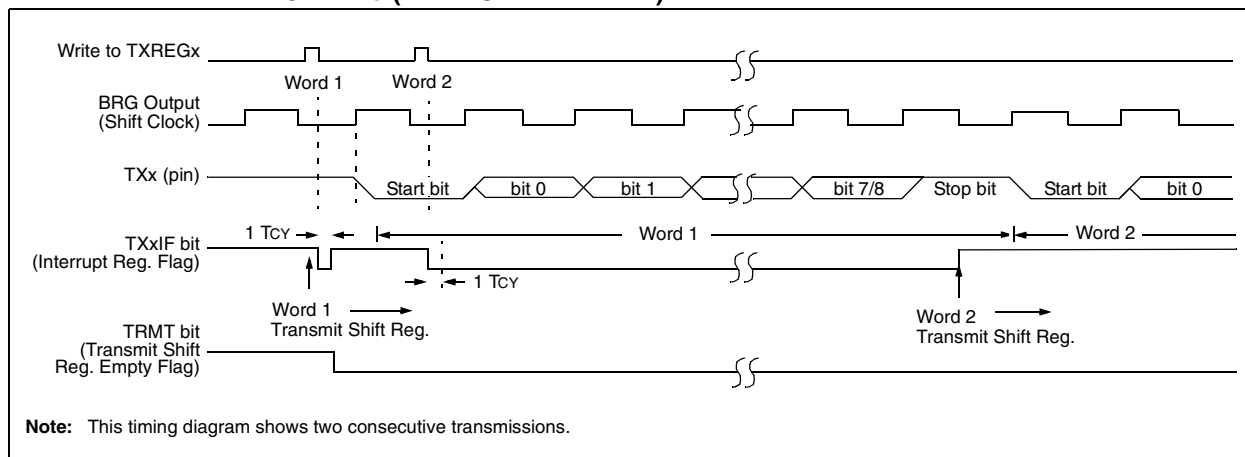 Write to TXREGx
Word 1
Word 2
BRG Output
(Shift Clock)
TXx (pin)
Start bit
bit 0
bit 1
bit 7/8
Stop bit
Start bit
bit 0
1 TCY
Word 1
Word 2
TXxIF bit
(Interrupt Reg. Flag)
1 TCY
Word 1
Transmit Shift Reg.
Word 2
Transmit Shift Reg.
TRMT bit
(Transmit Shift
Reg. Empty Flag)
Note: This timing diagram shows two consecutive transmissions.